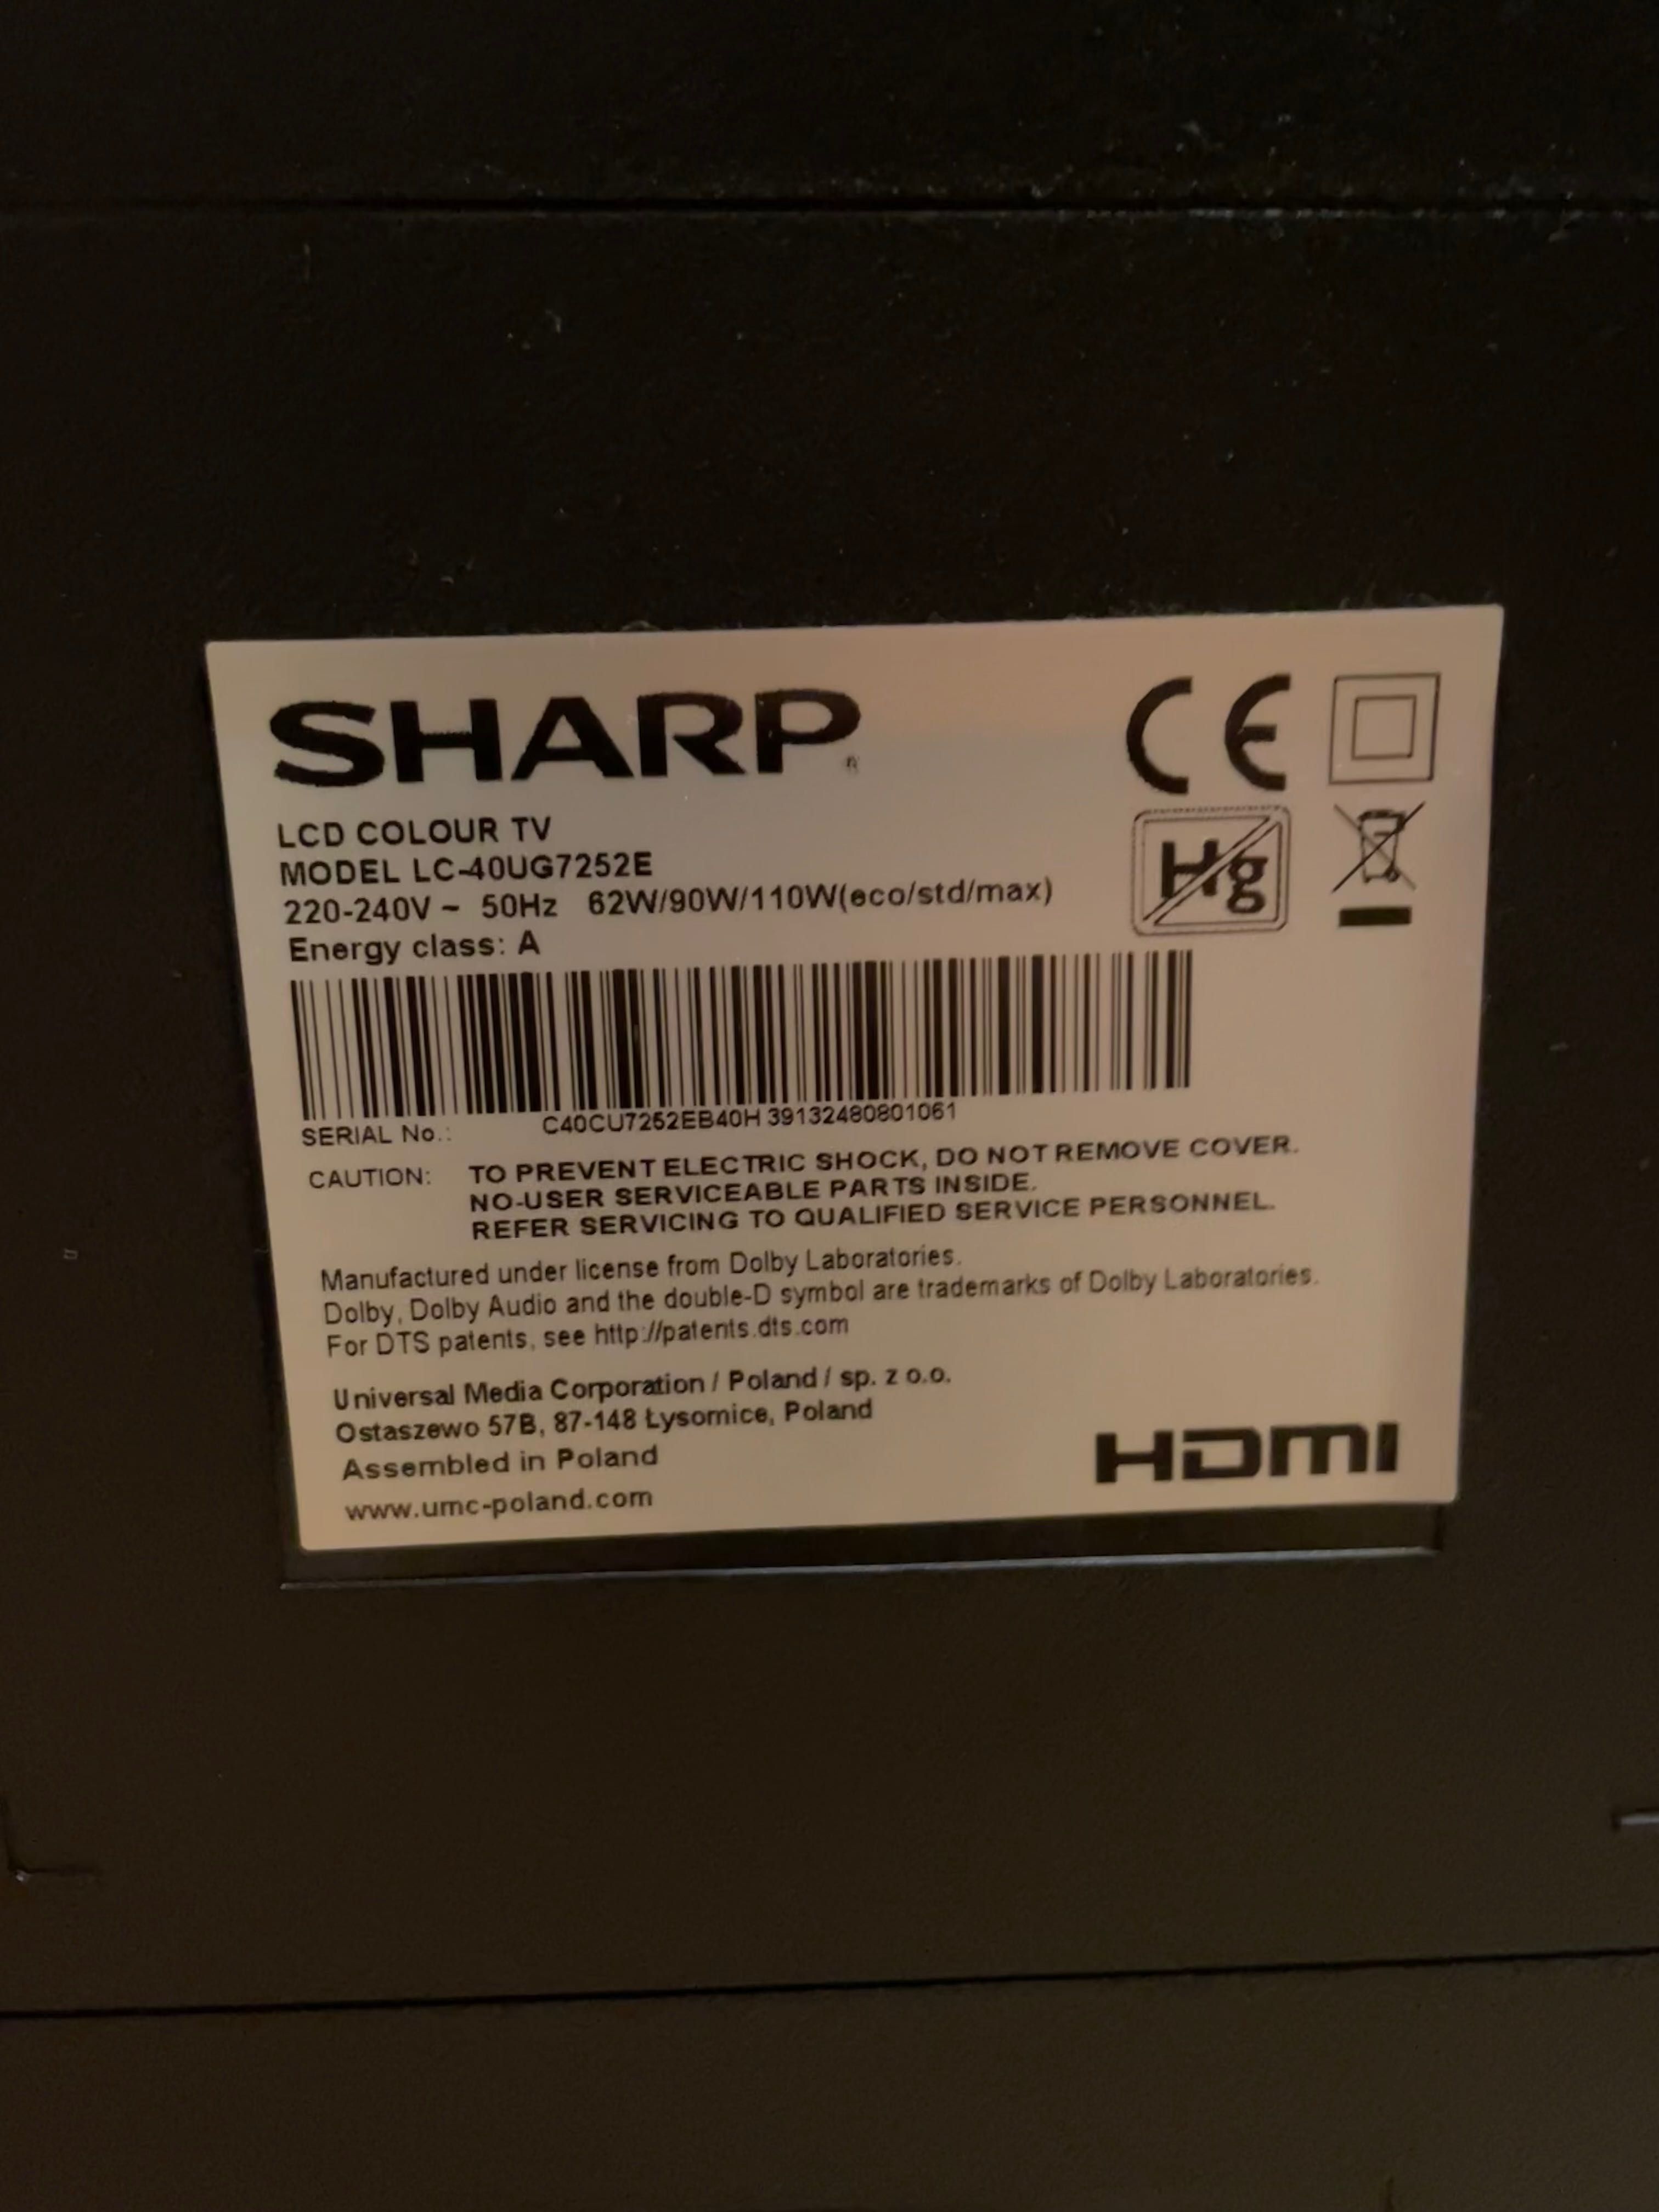 SHARP®
LCD COLOUR TV
MODEL LC-40UG7252E
220-240V ~ 50Hz 62W/90W/110W(eco/std/max)
Energy class: A
CE
Hg
SERIAL No.: C40CU7252EB40H 39132480801061
CAUTION: TO PREVENT ELECTRIC SHOCK, DO NOT REMOVE COVER.
NO-USER SERVICEABLE PARTS INSIDE.
REFER SERVICING TO QUALIFIED SERVICE PERSONNEL.
Manufactured under license from Dolby Laboratories.
Dolby, Dolby Audio and the double-D symbol are trademarks of Dolby Laboratories.
For DTS patents, see http://patents.dts.com
Universal Media Corporation / Poland / sp. z o.o.
Ostaszewo 57B, 87-148 Łysomice, Poland
Assembled in Poland
www.umc-poland.com
HDMI